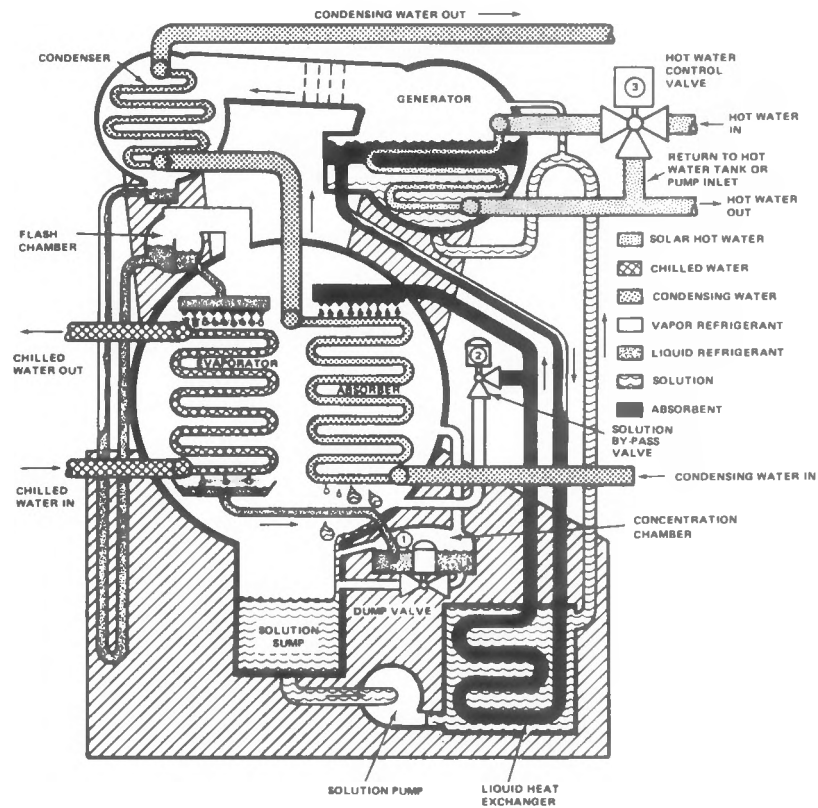 CONDENSING WATER OUT
CONDENSER
GENERATOR
HOT WATER
CONTROL
VALVE
3
HOT WATER
IN
RETURN TO HOT
WATER TANK OR
PUMP INLET
HOT WATER
OUT
FLASH
CHAMBER
SOLAR HOT WATER
CHILLED WATER
CONDENSING WATER
VAPOR REFRIGERANT
LIQUID REFRIGERANT
SOLUTION
ABSORBENT
CHILLED
WATER OUT
EVAPORATOR
ABSORBER
2
SOLUTION
BY-PASS
VALVE
CHILLED
WATER IN
CONDENSING WATER IN
CONCENTRATION
CHAMBER
1
DUMP VALVE
SOLUTION
SUMP
SOLUTION PUMP
LIQUID HEAT
EXCHANGER